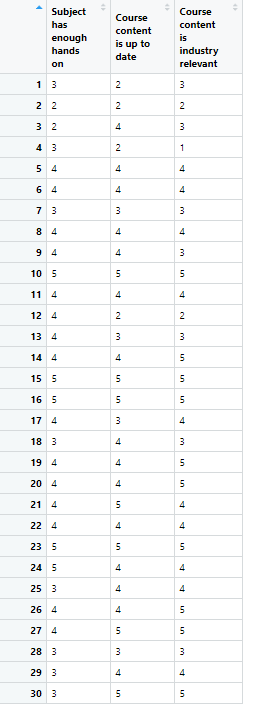 Subject has enough hands on Course content is up to date Course content is industry relevant
1 3 2 3
2 2 2 2
3 2 4 3
4 3 2 1
5 4 4 4
6 4 4 4
7 3 3 3
8 4 4 4
9 4 4 3
10 5 5 5
11 4 4 4
12 4 2 2
13 4 3 3
14 4 4 5
15 5 5 5
16 5 5 5
17 4 3 4
18 3 4 3
19 4 4 5
20 4 4 5
21 4 5 4
22 4 4 4
23 5 5 5
24 5 4 4
25 3 4 4
26 4 4 5
27 4 5 5
28 3 3 3
29 3 4 4
30 3 5 5